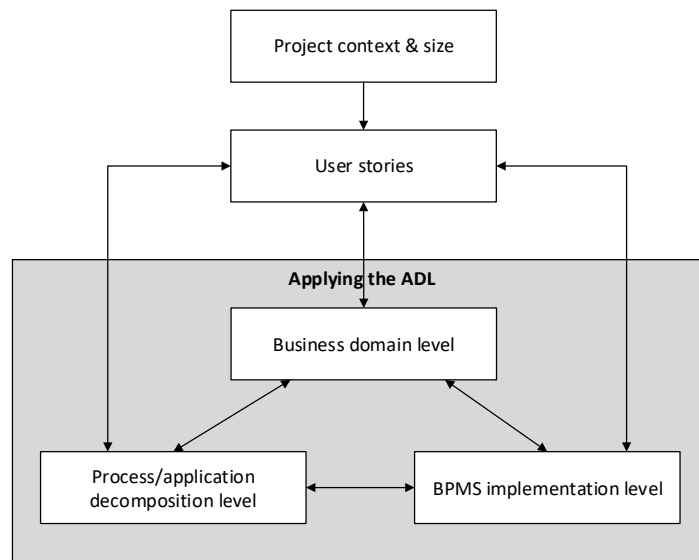 Project context & size
User stories
Applying the ADL
Business domain level
Process/application
decomposition level
BPMS implementation level